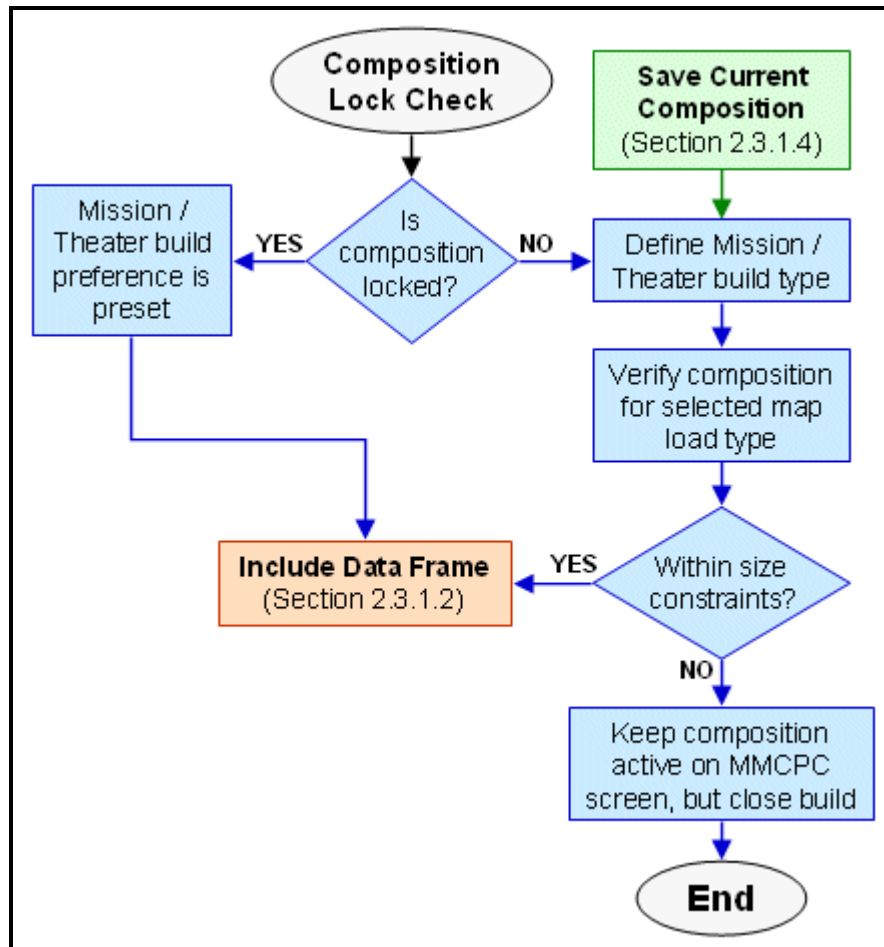 Composition
Lock Check
Save Current
Composition
(Section 2.3.1.4)
Mission /
Theater build
preference is
preset
YES
Is
composition
locked?
NO
Define Mission /
Theater build type
Verify composition
for selected map
load type
Include Data Frame
(Section 2.3.1.2)
YES
Within size
constraints?
NO
Keep composition
active on MMCPC
screen, but close build
End